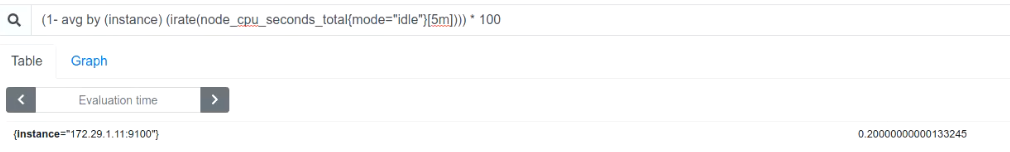 (1- avg by (instance) (irate(node_cpu_seconds_total{mode="idle"}[5m]))) * 100
Table Graph
Evaluation time
{instance="172.29.1.11:9100"} 0.20000000000133245